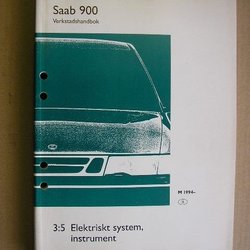 Saab 900
Verkstadshandbok
M 1994-
3:5 Elektriskt system,
instrument